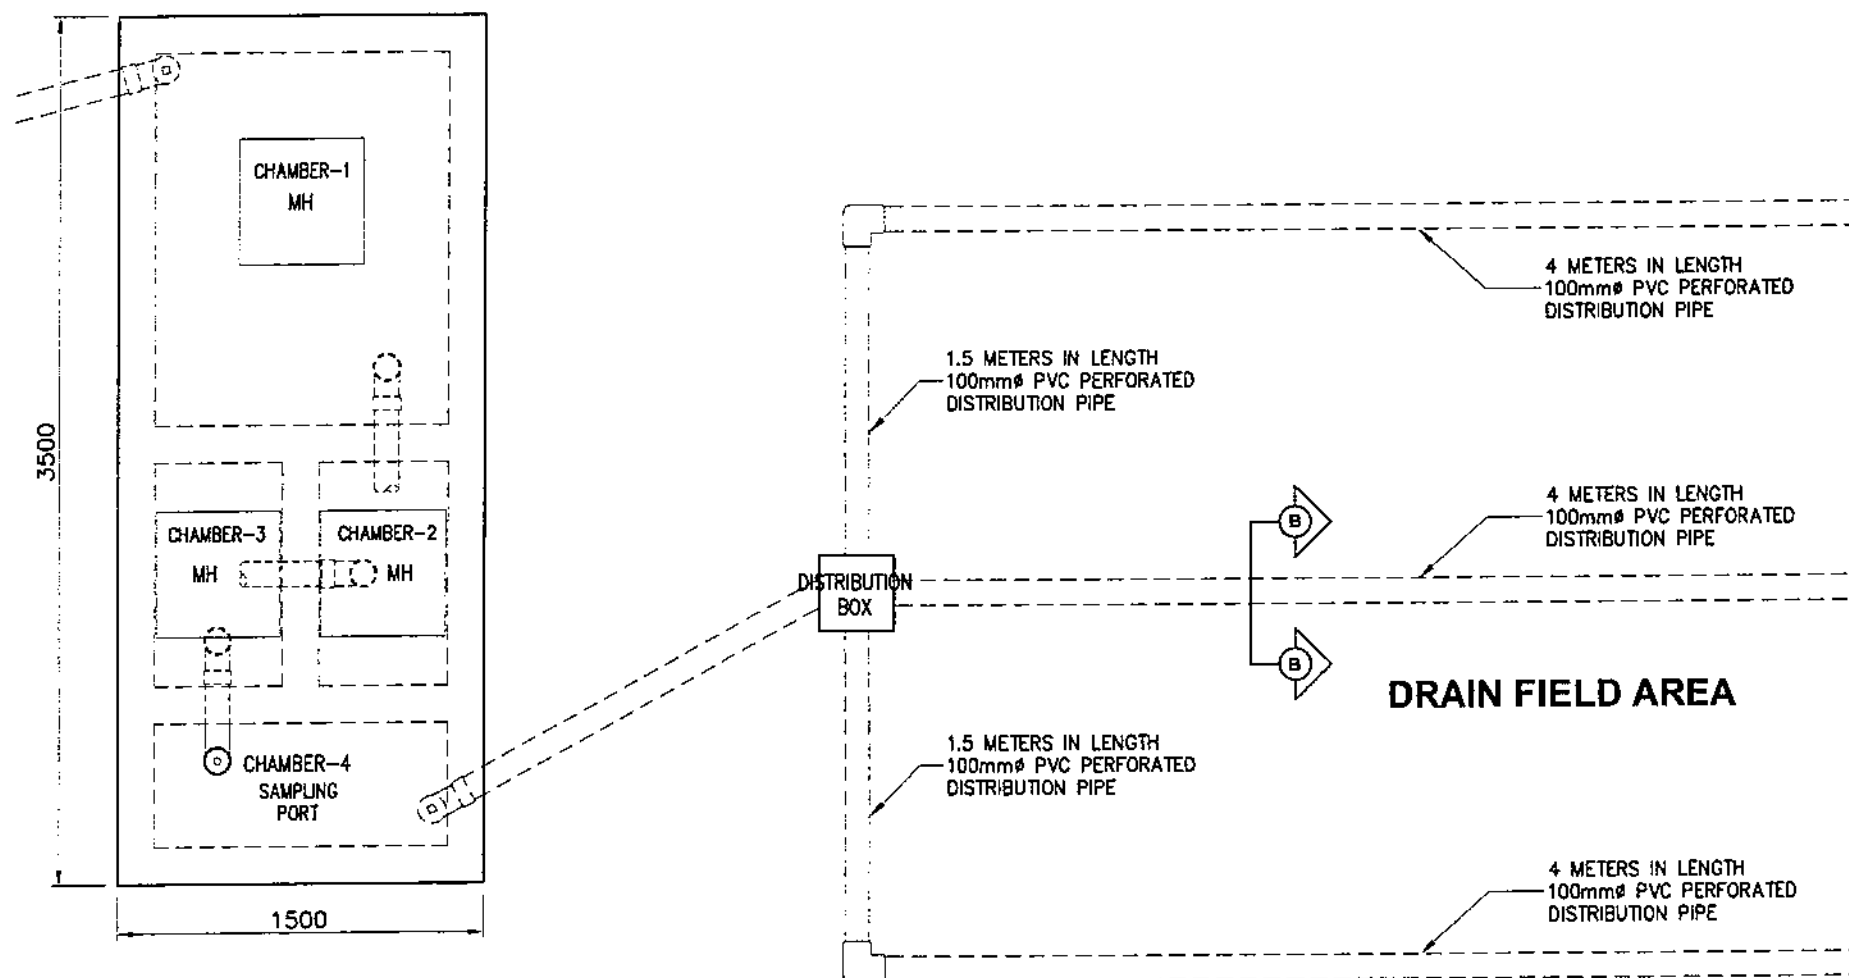 CHAMBER-1
MH
3500
CHAMBER-3
MH
CHAMBER-2
MH
CHAMBER-4
SAMPLING
PORT
1500
DISTRIBUTION
BOX
1.5 METERS IN LENGTH
100mmø PVC PERFORATED
DISTRIBUTION PIPE
1.5 METERS IN LENGTH
100mmø PVC PERFORATED
DISTRIBUTION PIPE
4 METERS IN LENGTH
100mmø PVC PERFORATED
DISTRIBUTION PIPE
4 METERS IN LENGTH
100mmø PVC PERFORATED
DISTRIBUTION PIPE
B
B
DRAIN FIELD AREA
4 METERS IN LENGTH
100mmø PVC PERFORATED
DISTRIBUTION PIPE